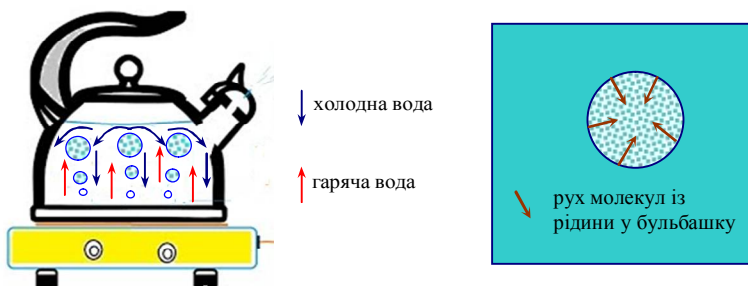 холодна вода
гаряча вода
рух молекул із
рідини у бульбашку